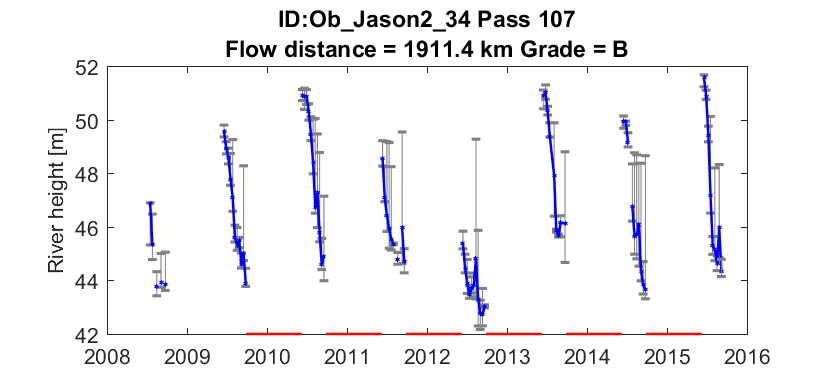 ID:Ob_Jason2_34 Pass 107
Flow distance = 1911.4 km Grade = B
River height [m]
52
50
48
46
44
42
2008 2009 2010 2011 2012 2013 2014 2015 2016